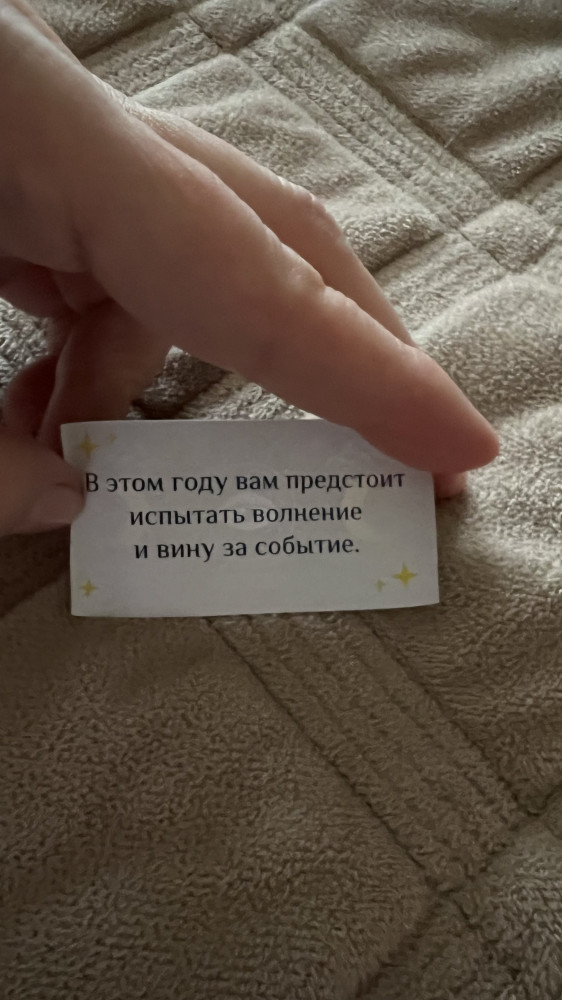 В этом году вам предстоит
испытать волнение
и вину за событие.